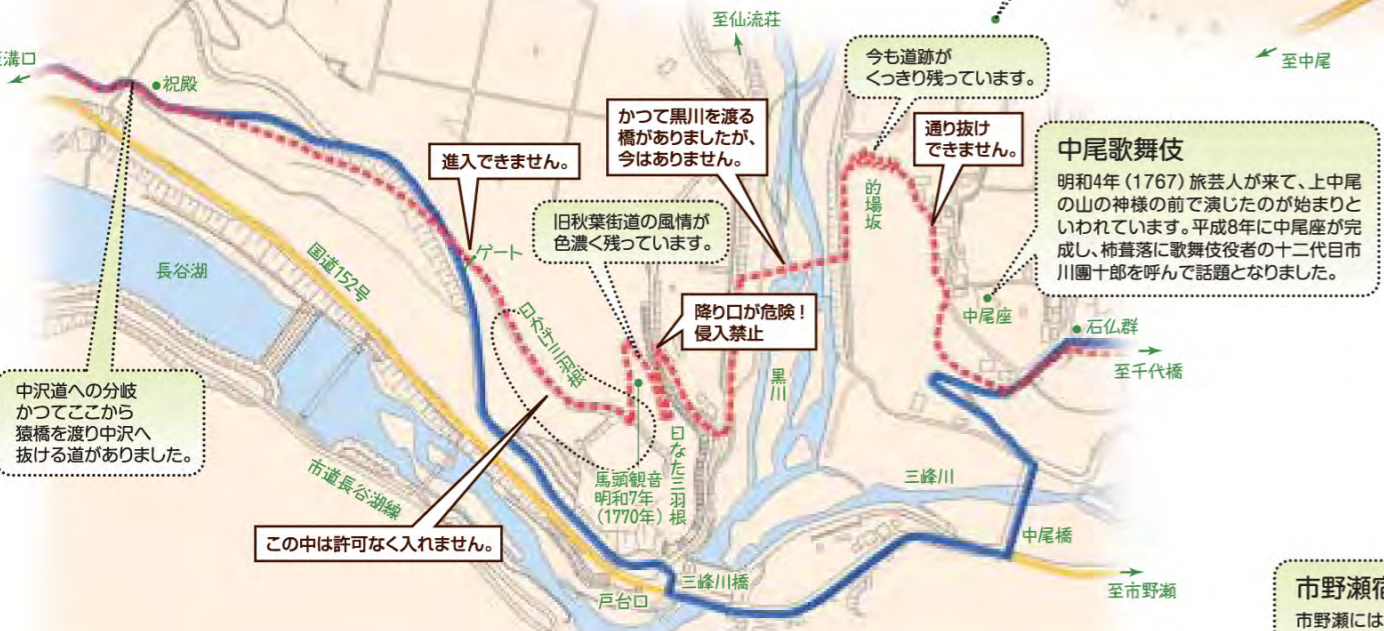 至仙流荘
至溝口
祝殿
今も道跡が
くっきり残っています。
至中尾
かつて黒川を渡る
橋がありましたが、
今はありません。
通り抜け
できません。
進入できません。
中尾歌舞伎
明和4年(1767)旅芸人が来て、上中尾
の山の神様の前で演じたのが始まりと
いわれています。平成8年に中尾座が完
成し、杮葺落に歌舞伎役者の十二代目市
川團十郎を呼んで話題となりました。
的場坂
旧秋葉街道の風情が
色濃く残っています。
ゲート
長谷湖
国道152号
日かげ三羽根
降り口が危険!
侵入禁止
中尾座
石仏群
至千代橋
黒川
中沢道への分岐
かつてここから
猿橋を渡り中沢へ
抜ける道がありました。
市道長谷湖線
馬頭観音
明和7年
(1770年)
日なた三羽根
三峰川
この中は許可なく入れません。
中尾橋
三峰川橋
戸台口
至市野瀬
市野瀬宿
市野瀬には